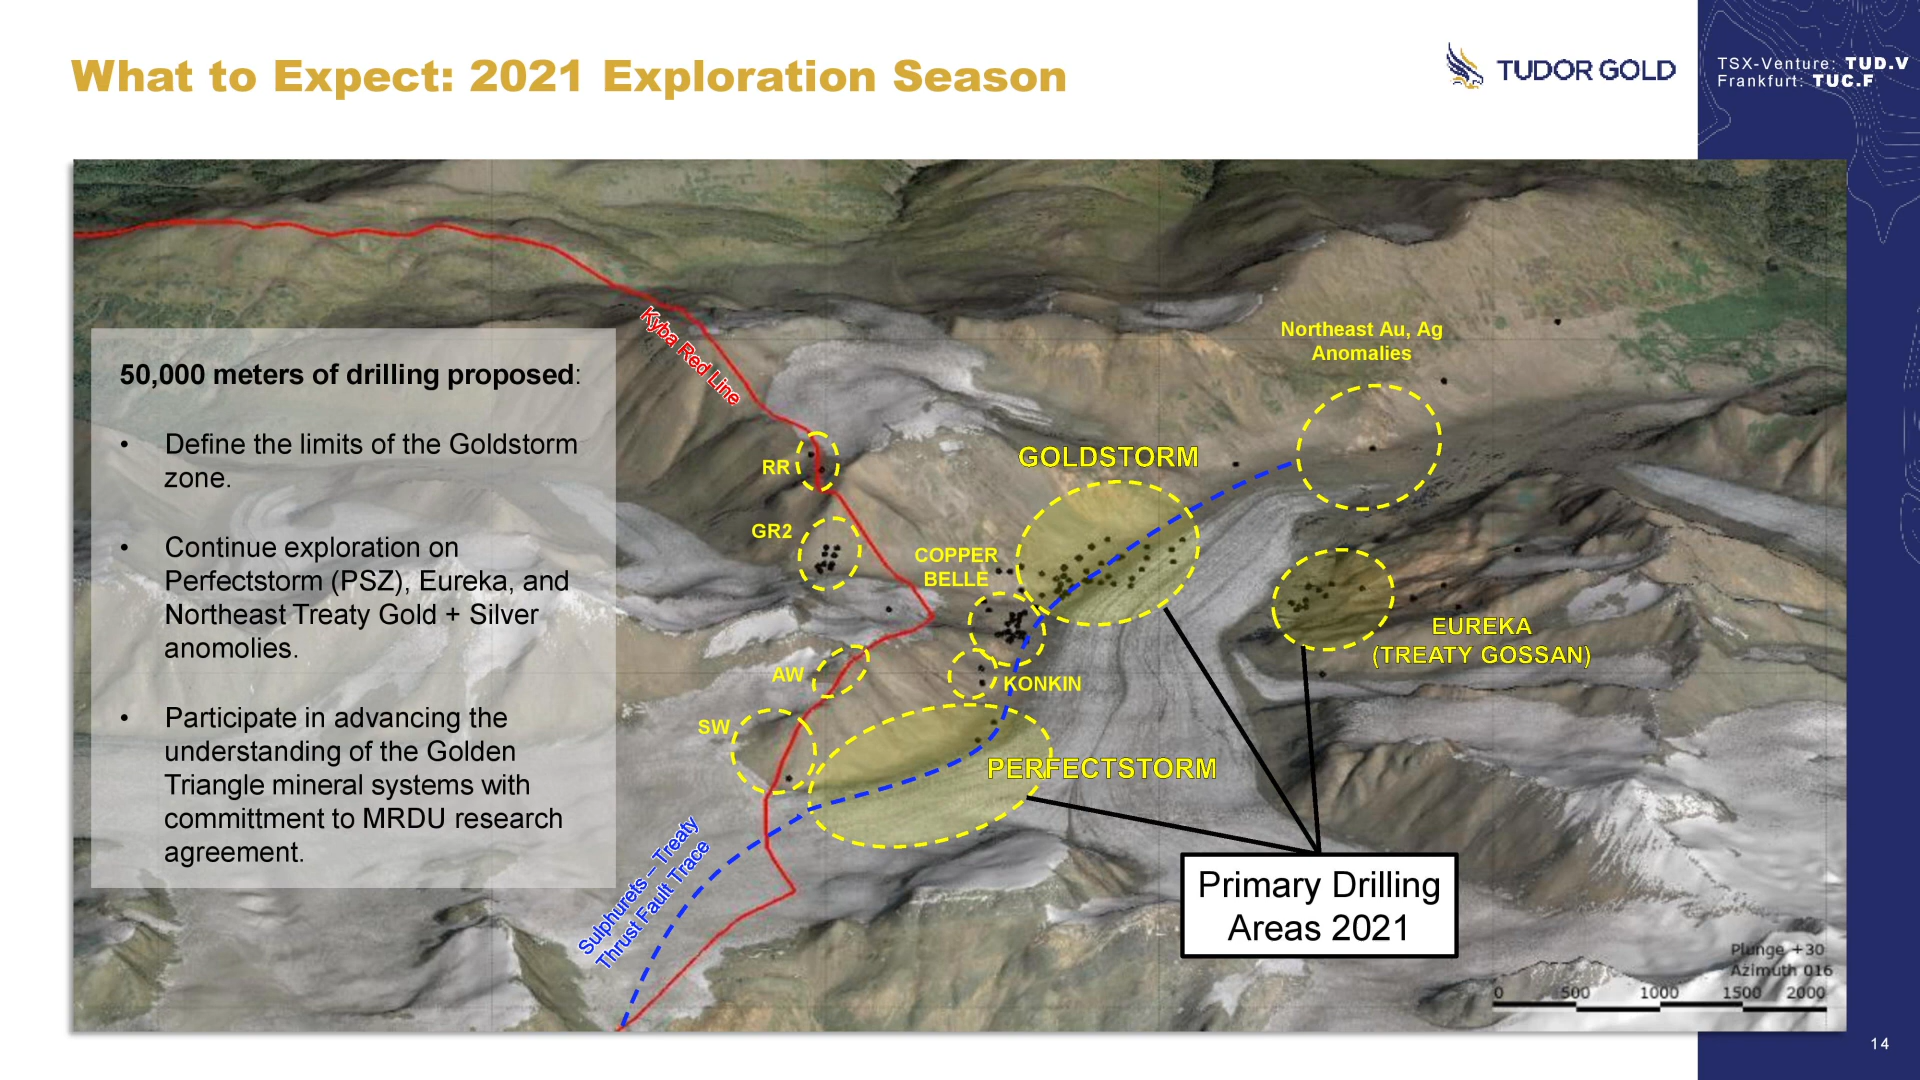 What to Expect: 2021 Exploration Season
TUDOR GOLD
TSX-Venture: TUD.V
Frankfurt: TUC.F
50,000 meters of drilling proposed:
• Define the limits of the Goldstorm
zone.
• Continue exploration on
Perfectstorm (PSZ), Eureka, and
Northeast Treaty Gold + Silver
anomolies.
• Participate in advancing the
understanding of the Golden
Triangle mineral systems with
committment to MRDU research
agreement.
Kyba Red Line
Northeast Au, Ag
Anomalies
RR
GOLDSTORM
GR2
COPPER
BELLE
EUREKA
(TREATY GOSSAN)
AW
KONKIN
SW
PERFECTSTORM
Sulphurets – Treaty
Thrust Fault Trace
Primary Drilling
Areas 2021
Plunge +30
Azimuth 016
0 500 1000 1500 2000
14